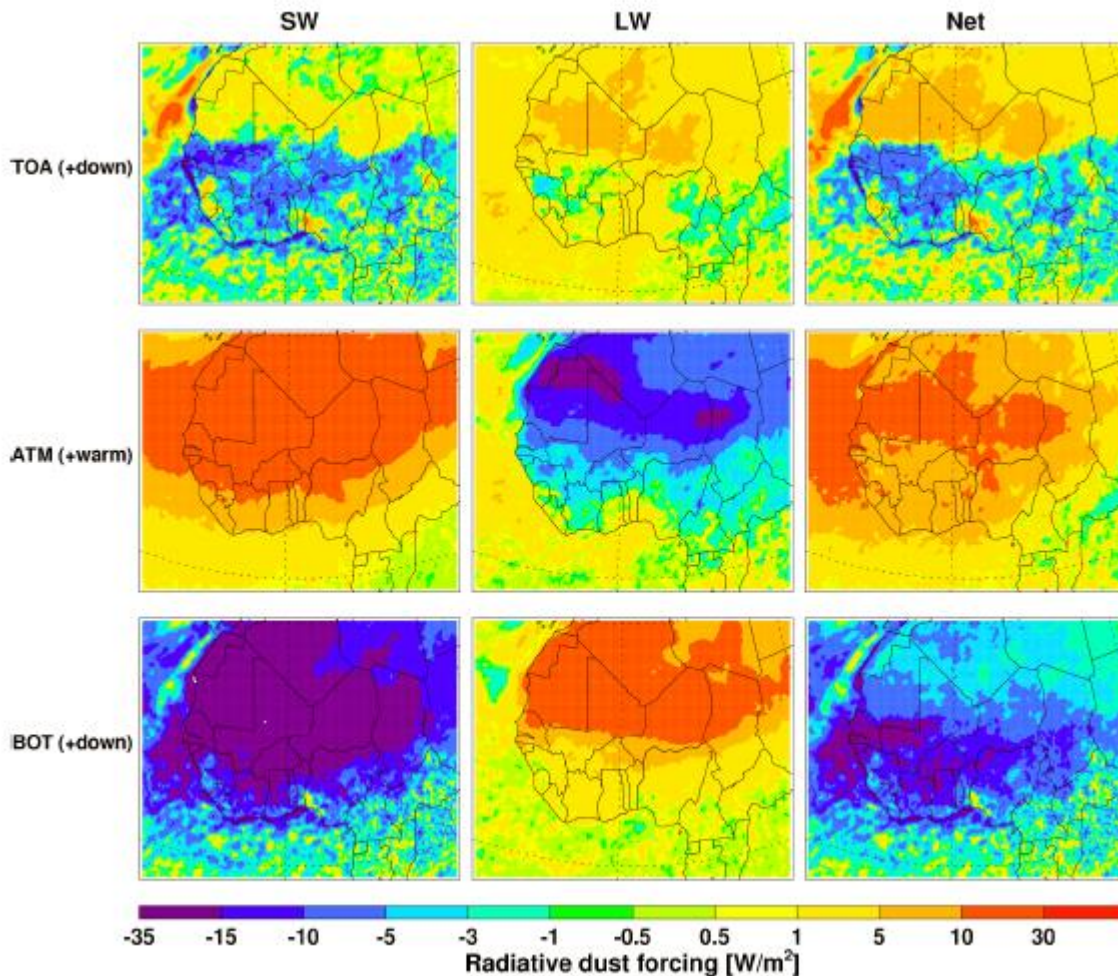 SW LW Net
TOA (+down)
ATM (+warm)
BOT (+down)
-35 -15 -10 -5 -3 -1 -0.5 0.5 1 5 10 30
Radiative dust forcing [W/m²]